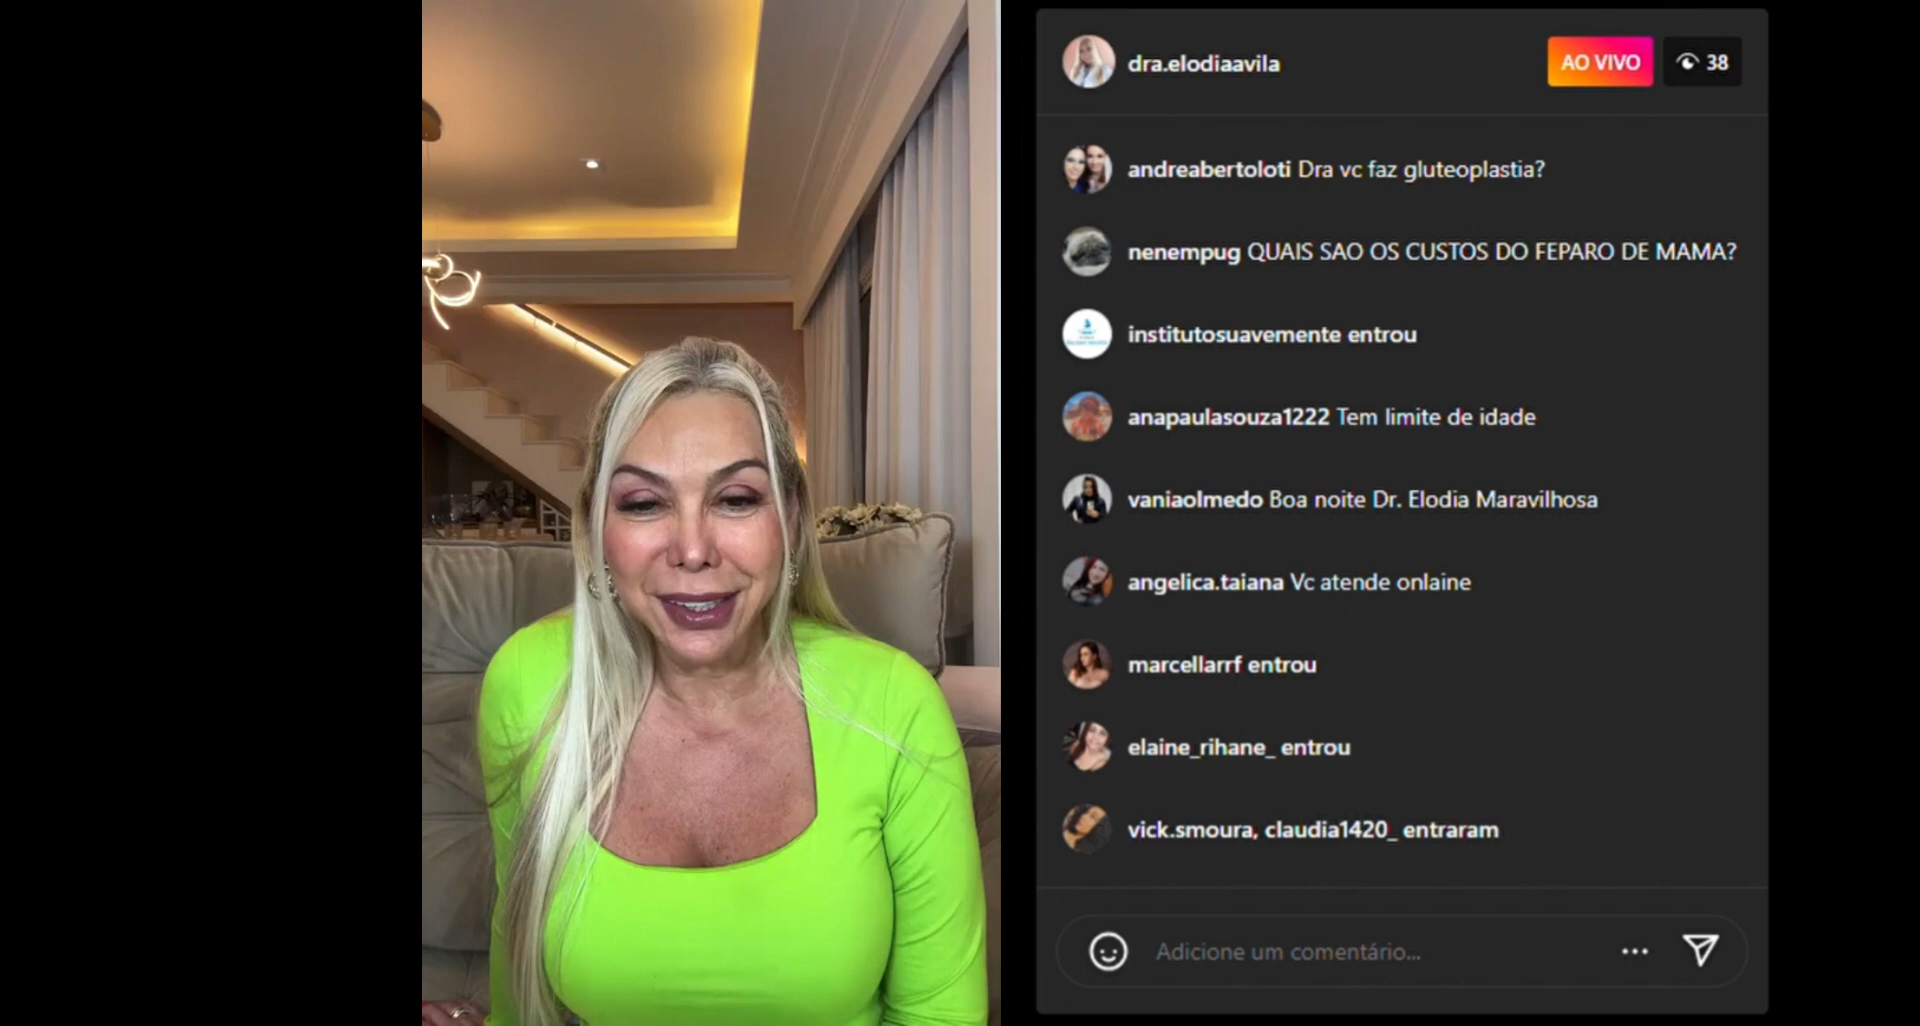 dra.elodiaavila
AO VIVO
38
andreabertoloti Dra vc faz gluteoplastia?
nenempug QUAIS SAO OS CUSTOS DO FEPARO DE MAMA?
institutosuavemente entrou
anapaulasouza1222 Tem limite de idade
vaniaolmedo Boa noite Dr. Elodia Maravilhosa
angelica.taiana Vc atende onlaine
marcellarrf entrou
elaine_rihane_ entrou
vick.smoura, claudia1420_ entraram
Adicione um comentário...